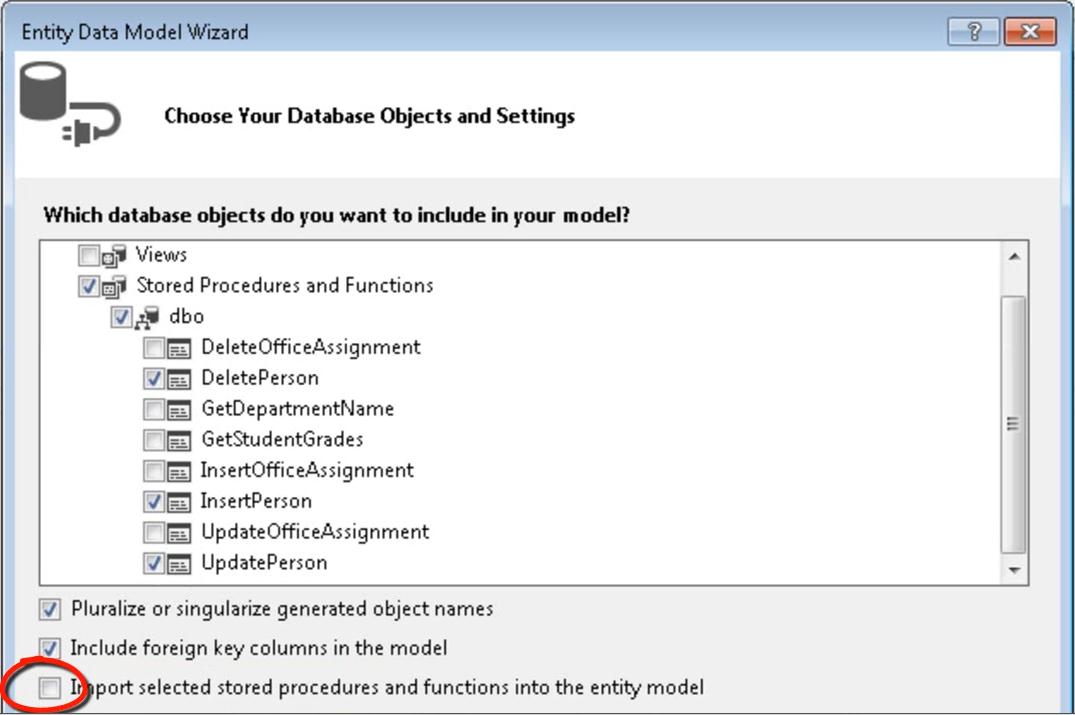 Entity Data Model Wizard
?
Choose Your Database Objects and Settings
Which database objects do you want to include in your model?
Views
Stored Procedures and Functions
dbo
DeleteOfficeAssignment
DeletePerson
GetDepartmentName
GetStudentGrades
InsertOfficeAssignment
InsertPerson
UpdateOfficeAssignment
UpdatePerson
Pluralize or singularize generated object names
Include foreign key columns in the model
Import selected stored procedures and functions into the entity model